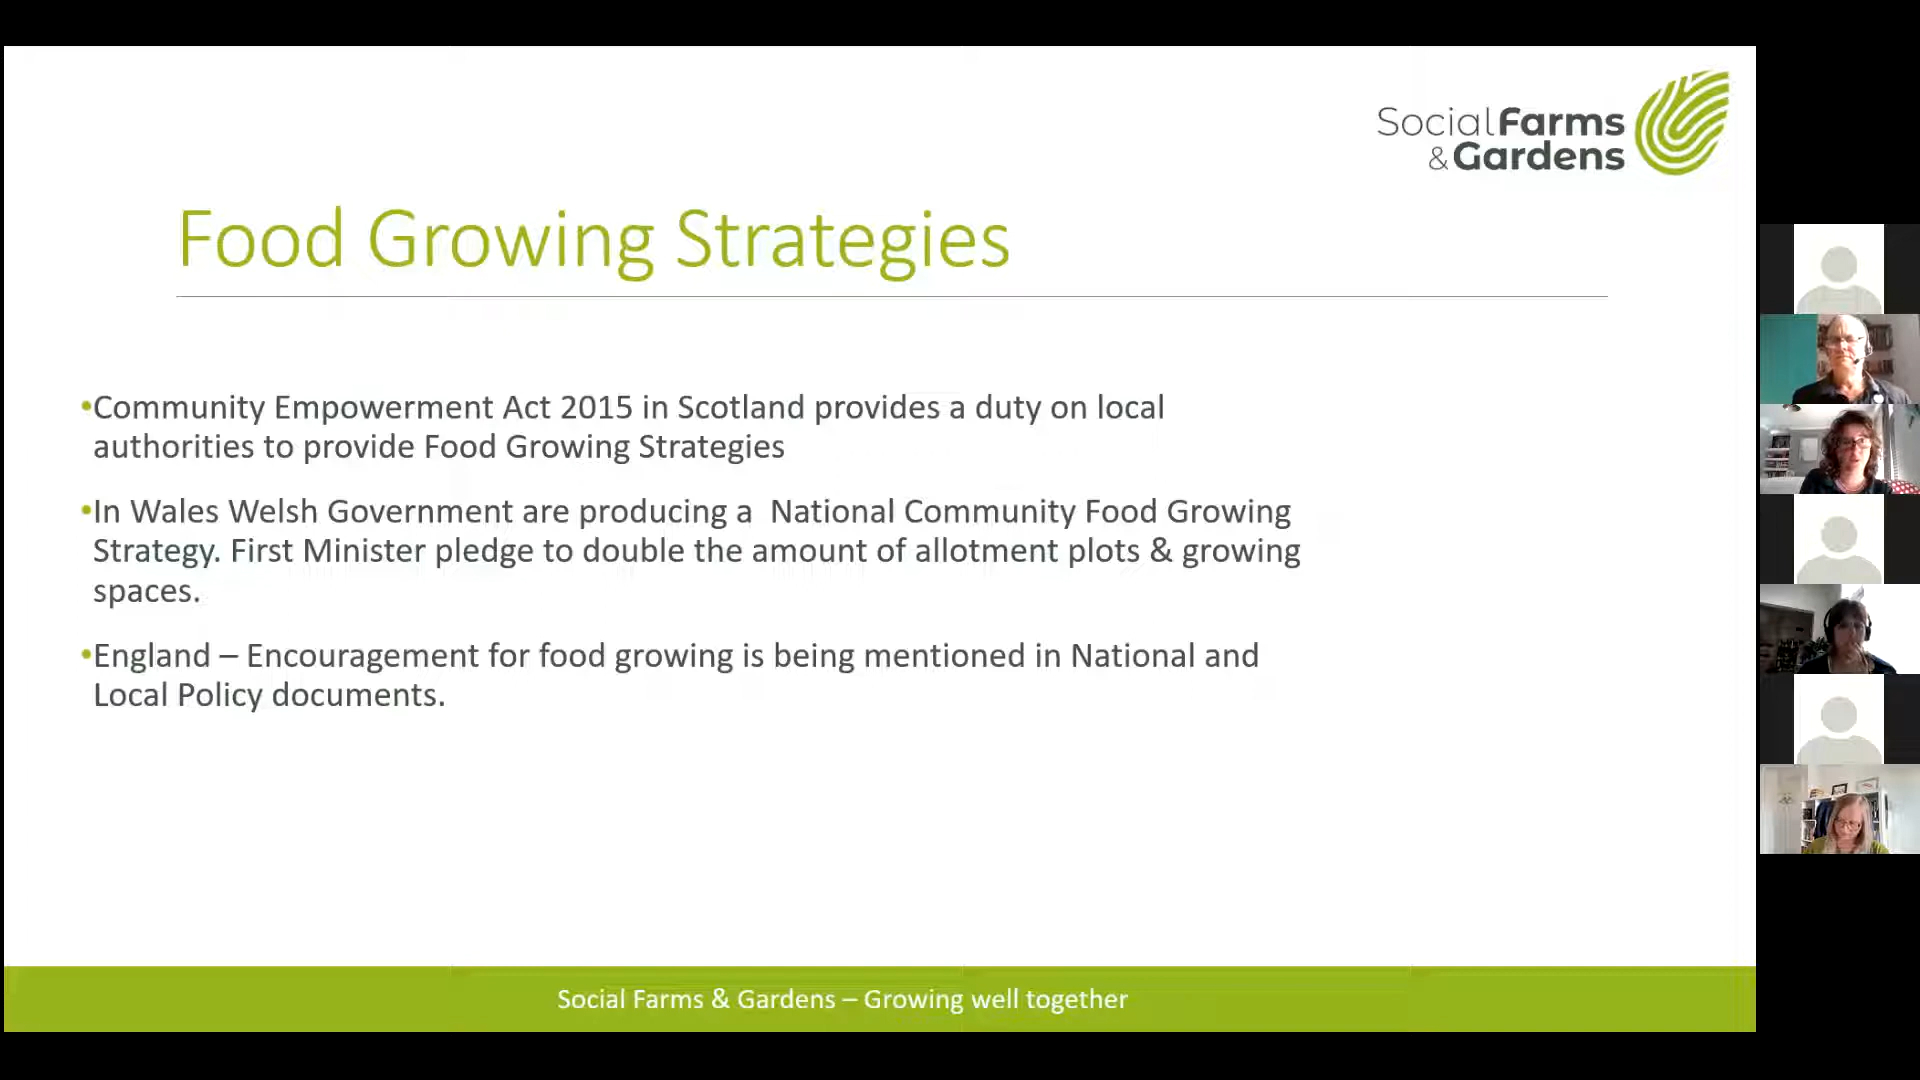 Social Farms
& Gardens
Food Growing Strategies
•Community Empowerment Act 2015 in Scotland provides a duty on local
authorities to provide Food Growing Strategies
•In Wales Welsh Government are producing a  National Community Food Growing
Strategy. First Minister pledge to double the amount of allotment plots & growing
spaces.
•England – Encouragement for food growing is being mentioned in National and
Local Policy documents.
Social Farms & Gardens – Growing well together